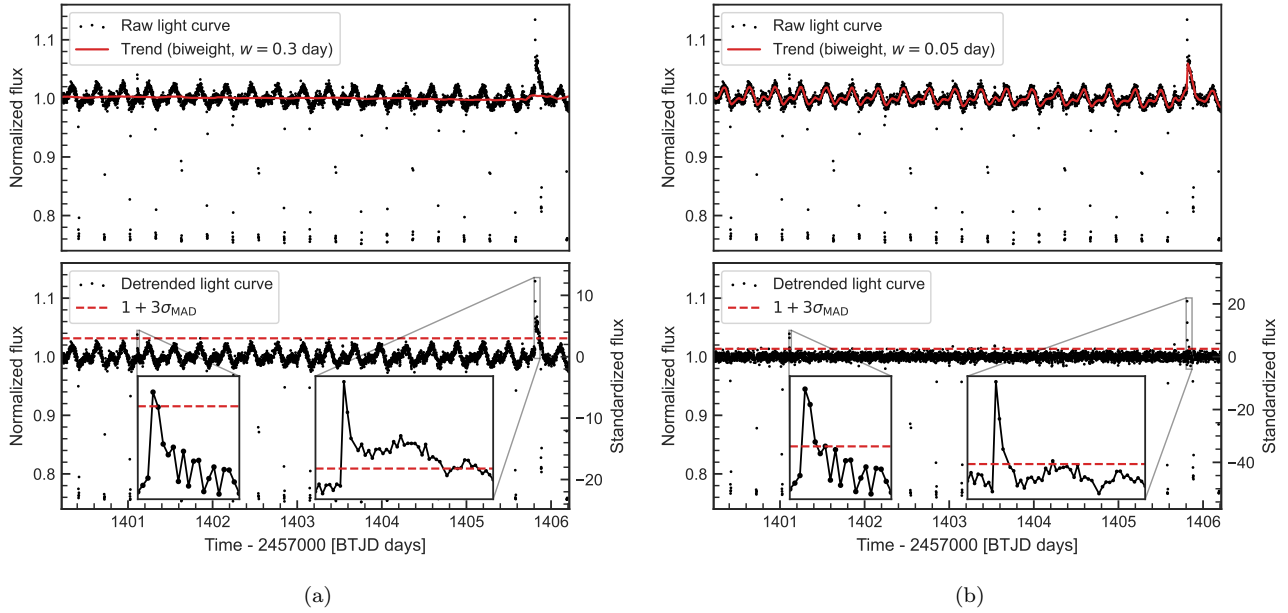 Raw light curve
Trend (biweight, w = 0.3 day)
Normalized flux
1.1
1.0
0.9
0.8
Detrended light curve
1 + 3σMAD
Normalized flux
1.1
1.0
0.9
0.8
10
0
−10
−20
Standardized flux
1401 1402 1403 1404 1405 1406
Time - 2457000 [BTJD days]
(a)
Raw light curve
Trend (biweight, w = 0.05 day)
Normalized flux
1.1
1.0
0.9
0.8
Detrended light curve
1 + 3σMAD
Normalized flux
1.1
1.0
0.9
0.8
20
0
−20
−40
Standardized flux
1401 1402 1403 1404 1405 1406
Time - 2457000 [BTJD days]
(b)